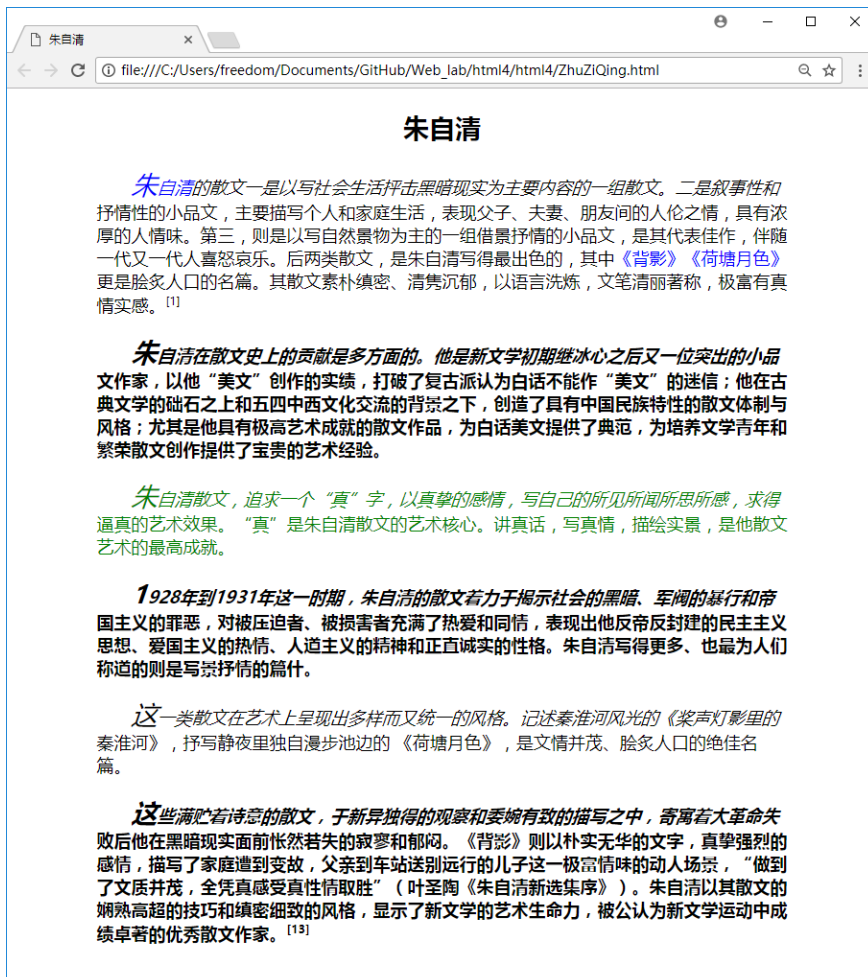 朱自清
file:///C:/Users/freedom/Documents/GitHub/Web_lab/html4/html4/ZhuZiQing.html
朱自清
朱自清的散文一是以写社会生活抨击黑暗现实为主要内容的一组散文。二是叙事性和
抒情性的小品文，主要描写个人和家庭生活，表现父子、夫妻、朋友间的人伦之情，具有浓
厚的人情味。第三，则是以写自然景物为主的一组借景抒情的小品文，是其代表佳作，伴随
一代又一代人喜怒哀乐。后两类散文，是朱自清写得最出色的，其中《背影》《荷塘月色》
更是脍炙人口的名篇。其散文素朴缜密、清隽沉郁，以语言洗炼，文笔清丽著称，极富有真
情实感。[1]
朱自清在散文史上的贡献是多方面的。他是新文学初期继冰心之后又一位突出的小品
文作家，以他“美文”创作的实绩，打破了复古派认为白话不能作“美文”的迷信；他在古
典文学的础石之上和五四中西文化交流的背景之下，创造了具有中国民族特性的散文体制与
风格；尤其是他具有极高艺术成就的散文作品，为白话美文提供了典范，为培养文学青年和
繁荣散文创作提供了宝贵的艺术经验。
朱自清散文，追求一个“真”字，以真挚的感情，写自己的所见所闻所思所感，求得
逼真的艺术效果。“真”是朱自清散文的艺术核心。讲真话，写真情，描绘实景，是他散文
艺术的最高成就。
1928年到1931年这一时期，朱自清的散文着力于揭示社会的黑暗、军阀的暴行和帝
国主义的罪恶，对被压迫者、被损害者充满了热爱和同情，表现出他反帝反封建的民主主义
思想、爱国主义的热情、人道主义的精神和正直诚实的性格。朱自清写得更多、也最为人们
称道的则是写景抒情的篇什。
这一类散文在艺术上呈现出多样而又统一的风格。记述秦淮河风光的《桨声灯影里的
秦淮河》，抒写静夜里独自漫步池边的 《荷塘月色》，是文情并茂、脍炙人口的绝佳名
篇。
这些满贮着诗意的散文，于新异独得的观察和委婉有致的描写之中，寄寓着大革命失
败后他在黑暗现实面前怅然若失的寂寥和郁闷。《背影》则以朴实无华的文字，真挚强烈的
感情，描写了家庭遭到变故，父亲到车站送别远行的儿子这一极富情味的动人场景，“做到
了文质并茂，全凭真感受真性情取胜”（叶圣陶《朱自清新选集序》）。朱自清以其散文的
娴熟高超的技巧和缜密细致的风格，显示了新文学的艺术生命力，被公认为新文学运动中成
绩卓著的优秀散文作家。[13]